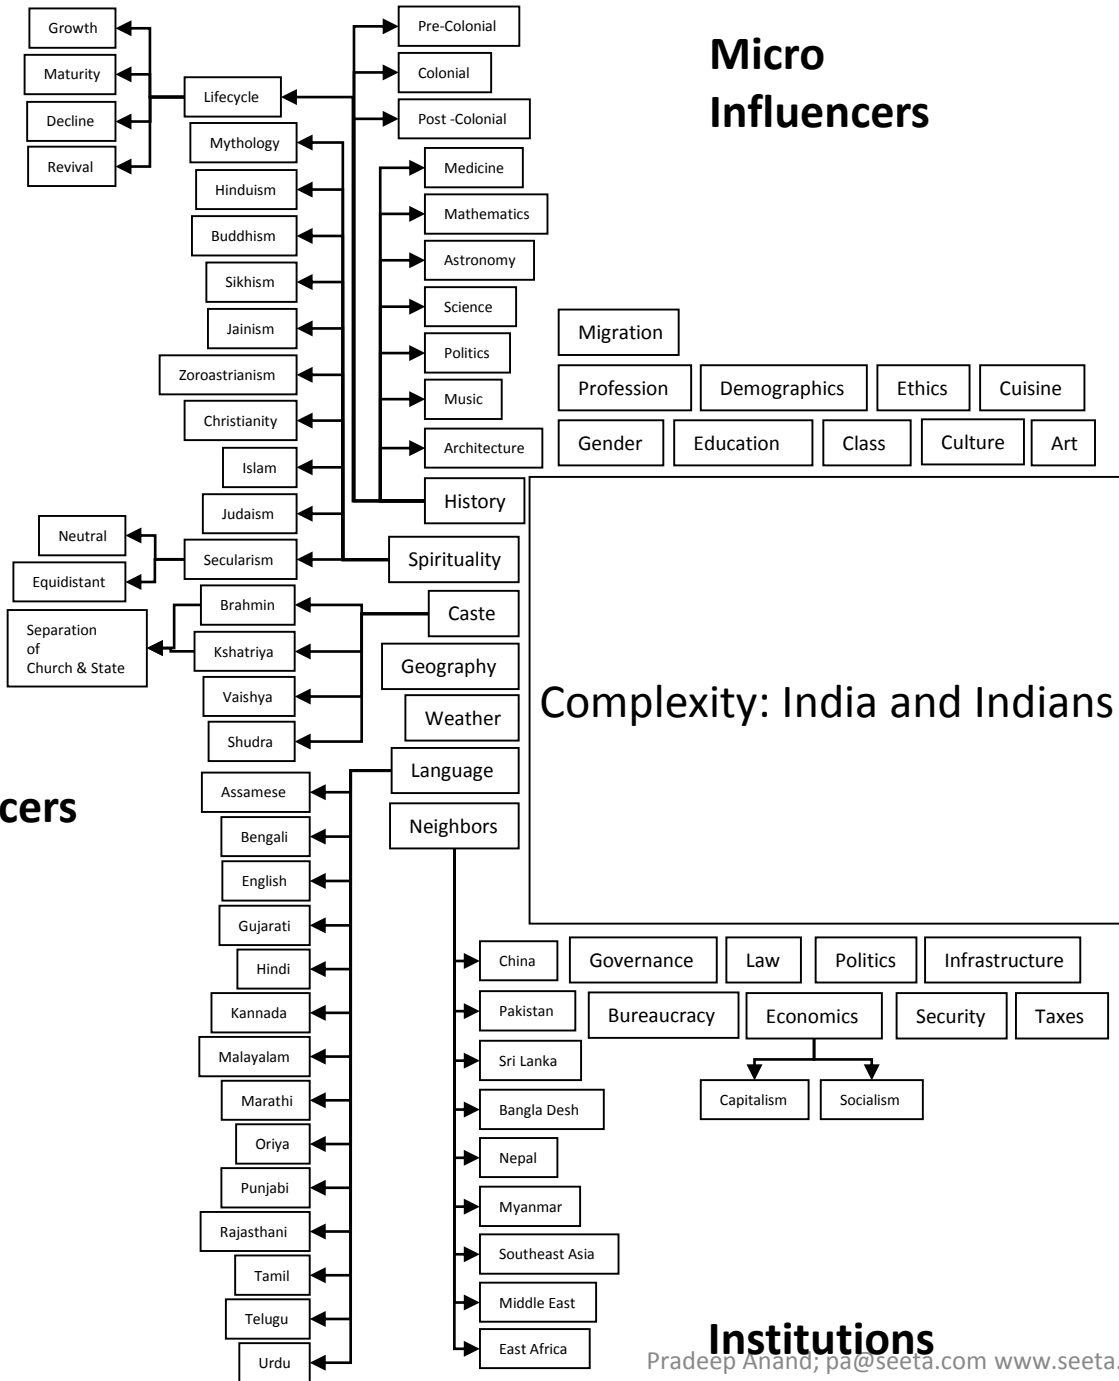 Micro
Influencers
Growth
Maturity
Decline
Revival
Lifecycle
Mythology
Hinduism
Buddhism
Sikhism
Jainism
Zoroastrianism
Christianity
Islam
Judaism
Secularism
Neutral
Equidistant
Separation
of
Church & State
Brahmin
Kshatriya
Vaishya
Shudra
Pre-Colonial
Colonial
Post -Colonial
Medicine
Mathematics
Astronomy
Science
Politics
Music
Architecture
History
Spirituality
Caste
Geography
Weather
Language
Neighbors
Migration
Profession Demographics Ethics Cuisine
Gender Education Class Culture Art
Complexity: India and Indians
cers
Assamese
Bengali
English
Gujarati
Hindi
Kannada
Malayalam
Marathi
Oriya
Punjabi
Rajasthani
Tamil
Telugu
Urdu
China
Pakistan
Sri Lanka
Bangla Desh
Nepal
Myanmar
Southeast Asia
Middle East
East Africa
Governance Law Politics Infrastructure
Bureaucracy Economics Security Taxes
Capitalism Socialism
Institutions
Pradeep Anand; pa@seeta.com www.seeta.